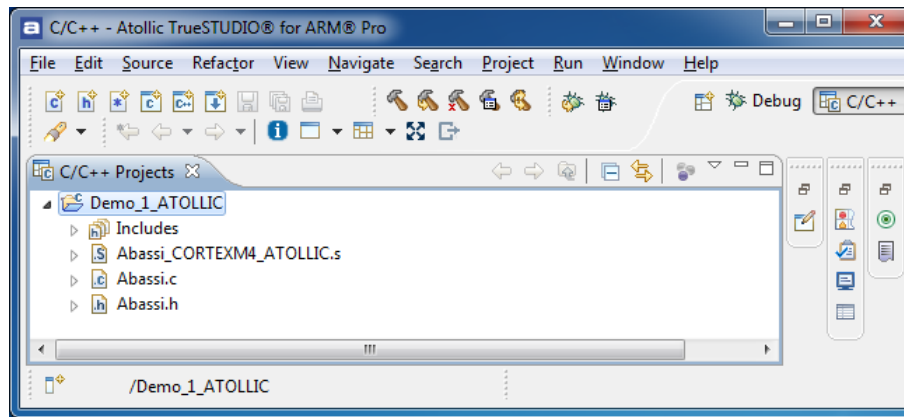 C/C++ - Atollic TrueSTUDIO® for ARM® Pro
File Edit Source Refactor View Navigate Search Project Run Window Help
Debug C/C++
C/C++ Projects
Demo_1_ATOLLIC
Includes
Abassi_CORTEXM4_ATOLLIC.s
Abassi.c
Abassi.h
/Demo_1_ATOLLIC